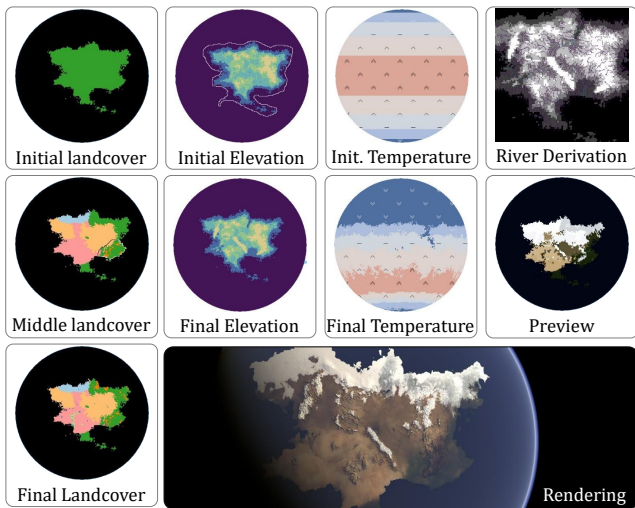 Initial landcover
Initial Elevation
Init. Temperature
River Derivation
Middle landcover
Final Elevation
Final Temperature
Preview
Final Landcover
Rendering